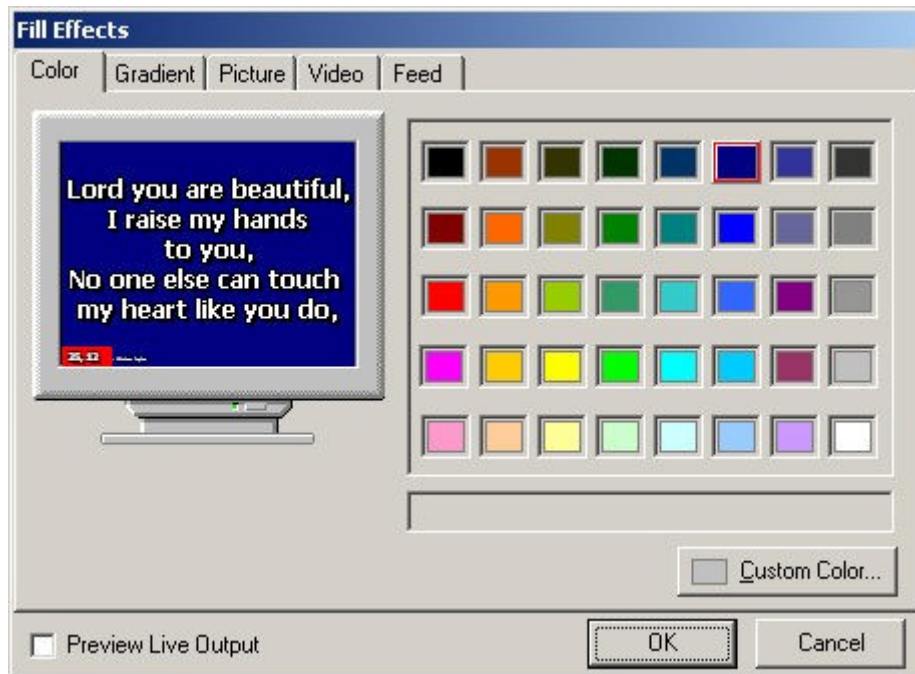 Fill Effects
Color Gradient Picture Video Feed
Lord you are beautiful,
I raise my hands
to you,
No one else can touch
my heart like you do,
Custom Color...
Preview Live Output
OK
Cancel